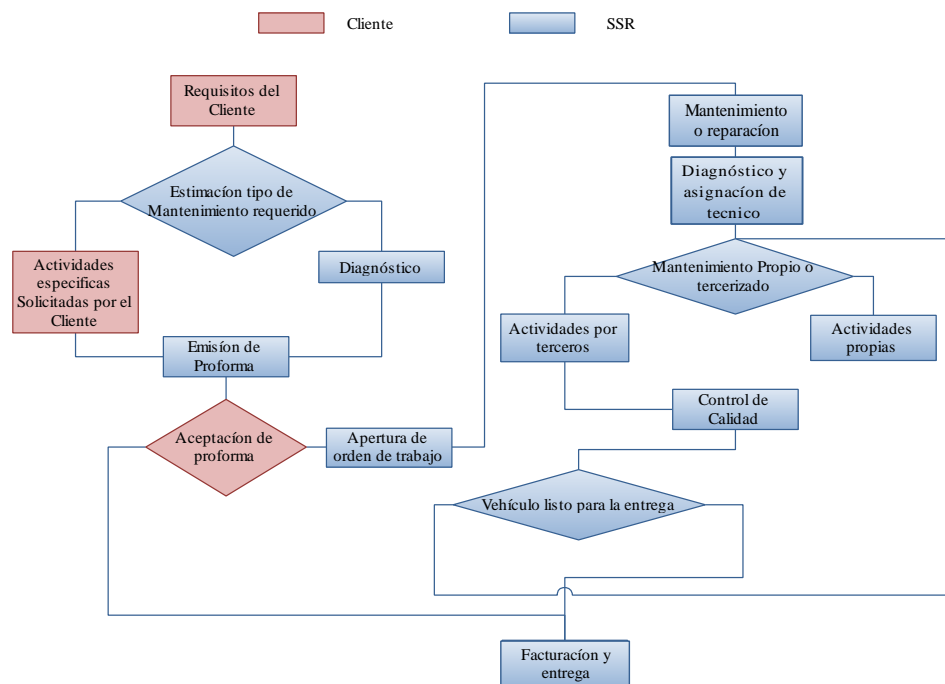 Cliente
SSR
Requisitos del
Cliente
Estimacíon tipo de
Mantenimiento requerido
Actividades
especificas
Solicitadas por el
Cliente
Diagnóstico
Emisíon de
Proforma
Aceptacíon de
proforma
Apertura de
orden de trabajo
Mantenimiento
o reparacíon
Diagnóstico y
asignacíon de
tecnico
Mantenimiento Propio o
tercerizado
Actividades por
terceros
Actividades
propias
Control de
Calidad
Vehículo listo para la entrega
Facturacíon y
entrega